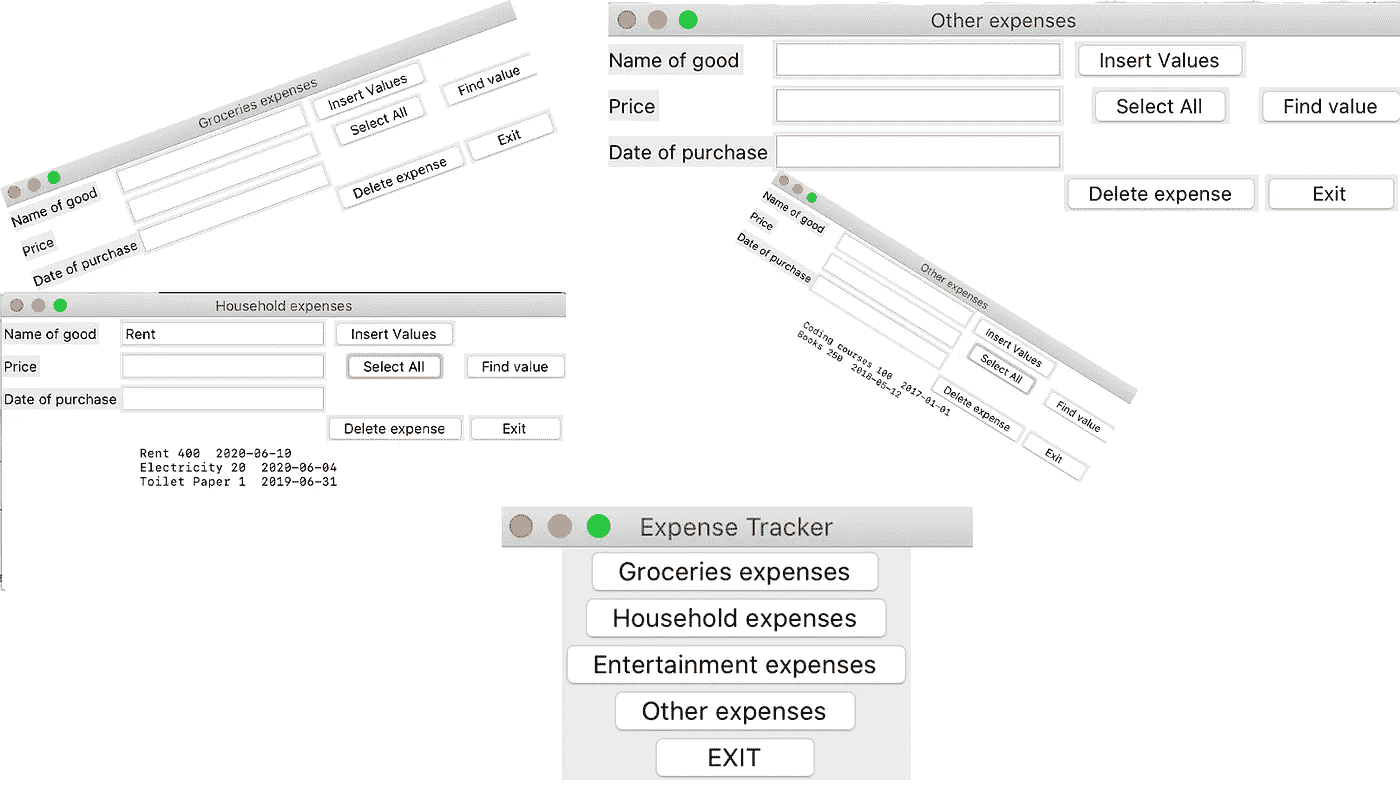 Groceries expenses
Name of good
Insert Values
Price
Select All
Find value
Date of purchase
Delete expense
Exit
Other expenses
Name of good
Insert Values
Price
Select All
Find value
Date of purchase
Delete expense
Exit
Household expenses
Name of good
Rent
Insert Values
Price
Select All
Find value
Date of purchase
Delete expense
Exit
Rent 400 2020-06-10
Electricity 20 2020-06-04
Toilet Paper 1 2019-06-31
Other expenses
Name of good
Insert Values
Price
Select All
Find value
Date of purchase
Delete expense
Exit
Coding courses 100 2017-01-01
Books 250 2018-05-12
Expense Tracker
Groceries expenses
Household expenses
Entertainment expenses
Other expenses
EXIT